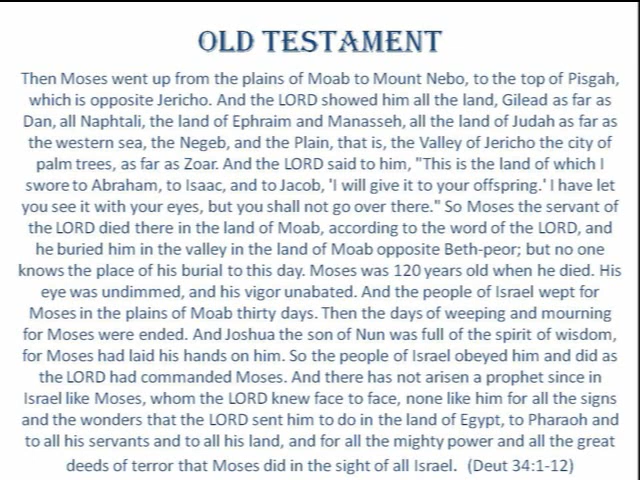 OLD TESTAMENT
Then Moses went up from the plains of Moab to Mount Nebo, to the top of Pisgah,
which is opposite Jericho. And the LORD showed him all the land, Gilead as far as
Dan, all Naphtali, the land of Ephraim and Manasseh, all the land of Judah as far as
the western sea, the Negeb, and the Plain, that is, the Valley of Jericho the city of
palm trees, as far as Zoar. And the LORD said to him, "This is the land of which I
swore to Abraham, to Isaac, and to Jacob, 'I will give it to your offspring.' I have let
you see it with your eyes, but you shall not go over there." So Moses the servant of
the LORD died there in the land of Moab, according to the word of the LORD, and
he buried him in the valley in the land of Moab opposite Beth-peor; but no one
knows the place of his burial to this day. Moses was 120 years old when he died. His
eye was undimmed, and his vigor unabated. And the people of Israel wept for
Moses in the plains of Moab thirty days. Then the days of weeping and mourning
for Moses were ended. And Joshua the son of Nun was full of the spirit of wisdom,
for Moses had laid his hands on him. So the people of Israel obeyed him and did as
the LORD had commanded Moses. And there has not arisen a prophet since in
Israel like Moses, whom the LORD knew face to face, none like him for all the signs
and the wonders that the LORD sent him to do in the land of Egypt, to Pharaoh and
to all his servants and to all his land, and for all the mighty power and all the great
deeds of terror that Moses did in the sight of all Israel. (Deut 34:1-12)